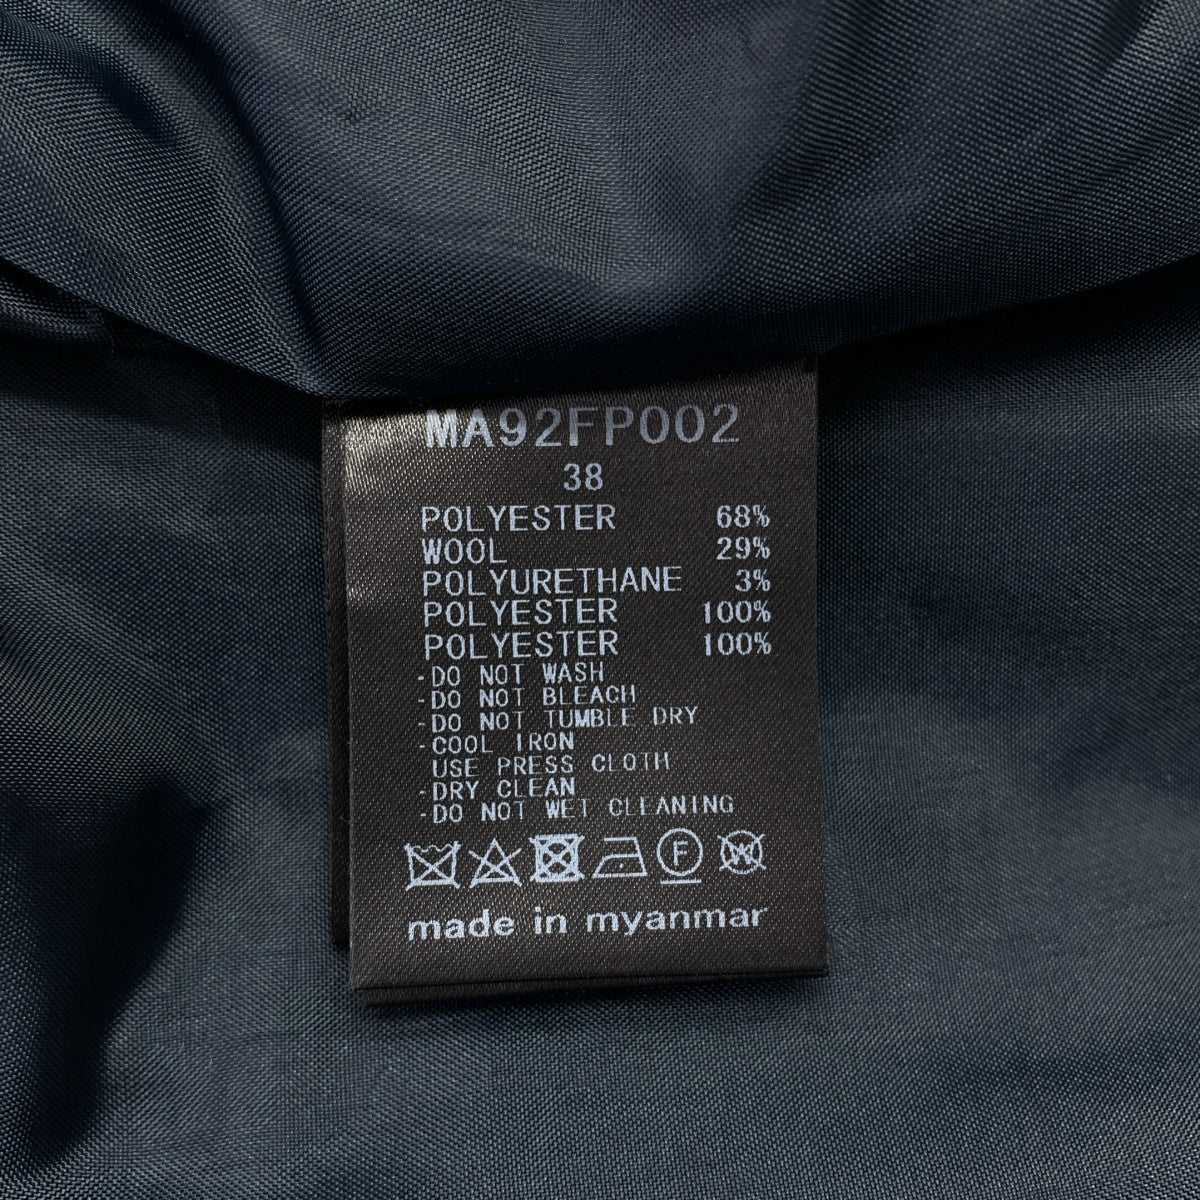 MA92FP002
38
POLYESTER 68%
WOOL 29%
POLYURETHANE 3%
POLYESTER 100%
POLYESTER 100%
-DO NOT WASH
-DO NOT BLEACH
-DO NOT TUMBLE DRY
-COOL IRON
USE PRESS CLOTH
-DRY CLEAN
-DO NOT WET CLEANING
F W
made in myanmar